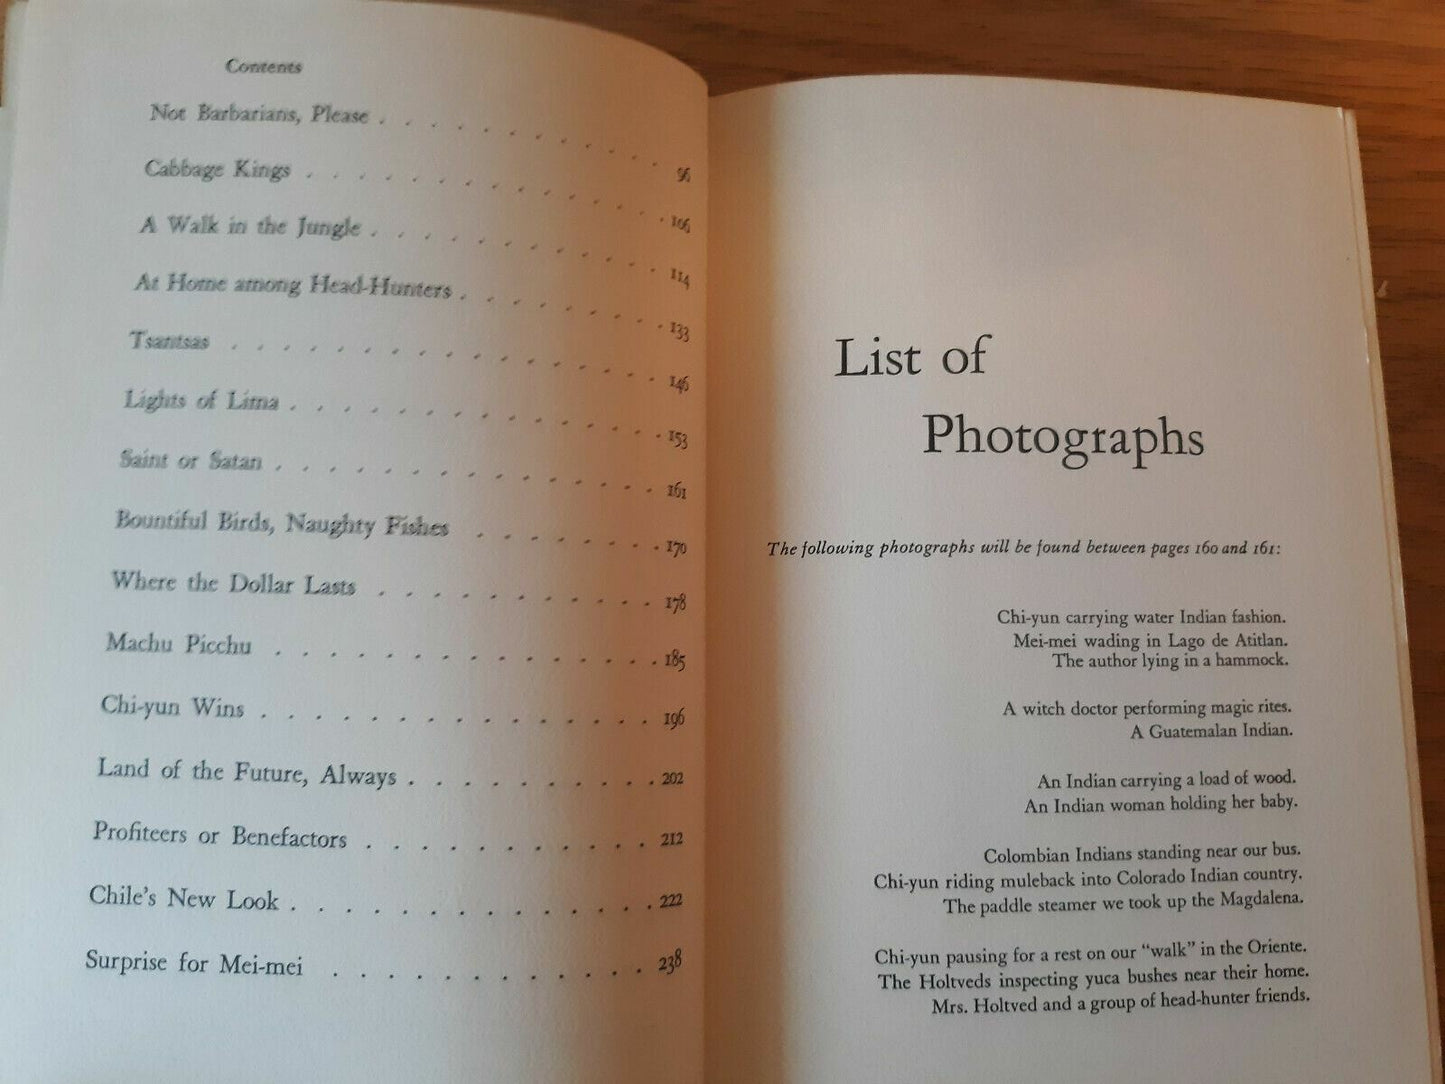 Contents
Not Barbarians, Please . . . . . . . . . . . 96
Cabbage Kings . . . . . . . . . . . . . . 106
A Walk in the Jungle . . . . . . . . . . . 114
At Home among Head-Hunters . . . . . . . . 133
Tsantsas . . . . . . . . . . . . . . . . 146
Lights of Lima . . . . . . . . . . . . . . 153
Saint or Satan . . . . . . . . . . . . . . 161
Bountiful Birds, Naughty Fishes . . . . . . . 170
Where the Dollar Lasts . . . . . . . . . . . 178
Machu Picchu . . . . . . . . . . . . . . 185
Chi-yun Wins . . . . . . . . . . . . . . 196
Land of the Future, Always . . . . . . . . . 202
Profiteers or Benefactors . . . . . . . . . . . 212
Chile's New Look . . . . . . . . . . . . . . 222
Surprise for Mei-mei . . . . . . . . . . . . 238
List of
Photographs
The following photographs will be found between pages 160 and 161:
Chi-yun carrying water Indian fashion.
Mei-mei wading in Lago de Atitlan.
The author lying in a hammock.
A witch doctor performing magic rites.
A Guatemalan Indian.
An Indian carrying a load of wood.
An Indian woman holding her baby.
Colombian Indians standing near our bus.
Chi-yun riding muleback into Colorado Indian country.
The paddle steamer we took up the Magdalena.
Chi-yun pausing for a rest on our "walk" in the Oriente.
The Holtveds inspecting yuca bushes near their home.
Mrs. Holtved and a group of head-hunter friends.